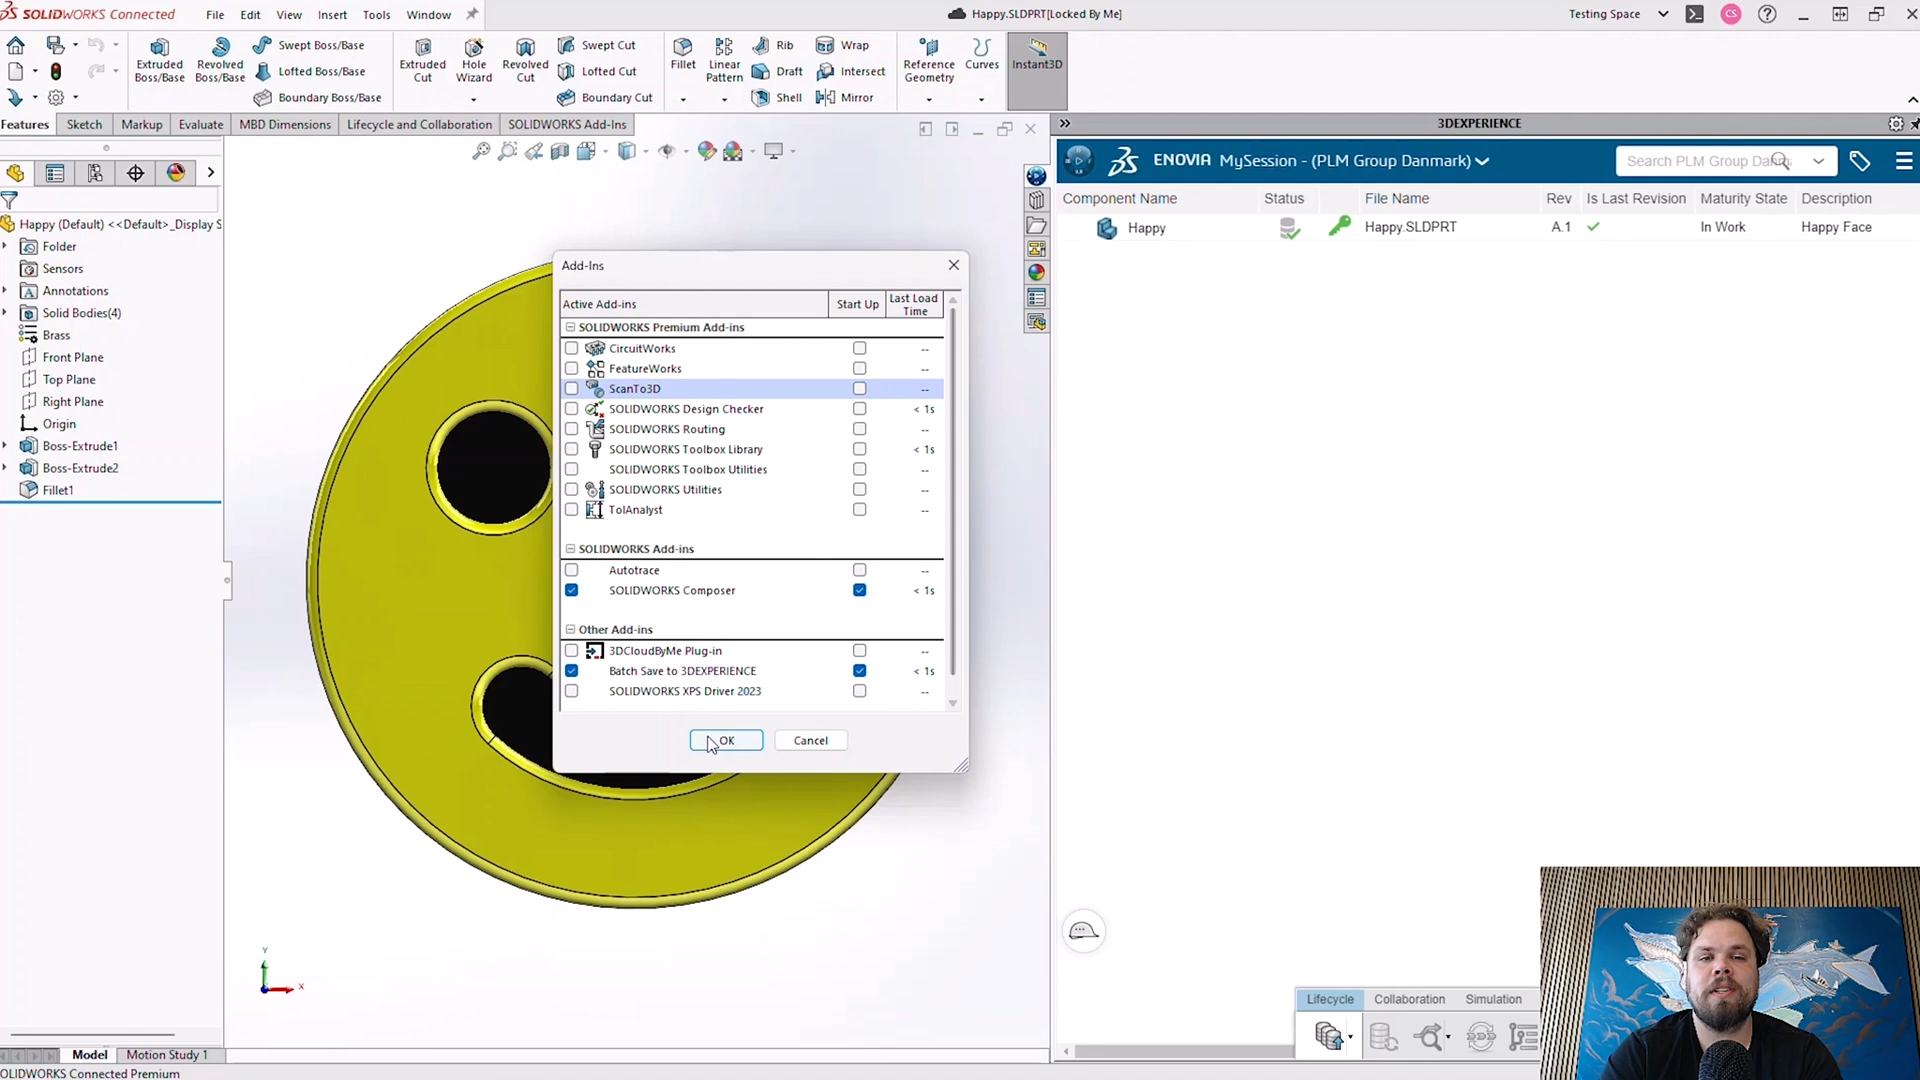 SOLIDWORKS Connected File Edit View Insert Tools Window Happy.SLDPRT[Locked By Me] Testing Space CS
Extruded Boss/Base
Revolved Boss/Base
Swept Boss/Base
Lofted Boss/Base
Boundary Boss/Base
Extruded Cut
Hole Wizard
Revolved Cut
Swept Cut
Lofted Cut
Boundary Cut
Fillet
Linear Pattern
Rib
Draft
Shell
Wrap
Intersect
Mirror
Reference Geometry
Curves
Instant3D
Features Sketch Markup Evaluate MBD Dimensions Lifecycle and Collaboration SOLIDWORKS Add-Ins
Happy (Default) <<Default>_Display S
Folder
Sensors
Annotations
Solid Bodies(4)
Brass
Front Plane
Top Plane
Right Plane
Origin
Boss-Extrude1
Boss-Extrude2
Fillet1
Add-Ins
Active Add-ins Start Up Last Load Time
SOLIDWORKS Premium Add-ins
CircuitWorks --
FeatureWorks --
ScanTo3D --
SOLIDWORKS Design Checker < 1s
SOLIDWORKS Routing --
SOLIDWORKS Toolbox Library < 1s
SOLIDWORKS Toolbox Utilities --
SOLIDWORKS Utilities --
TolAnalyst --
SOLIDWORKS Add-ins
Autotrace --
SOLIDWORKS Composer < 1s
Other Add-ins
3DCloudByMe Plug-in --
Batch Save to 3DEXPERIENCE < 1s
SOLIDWORKS XPS Driver 2023 --
OK Cancel
Y
X
3DEXPERIENCE
ENOVIA MySession - (PLM Group Danmark) Search PLM Group Danm
Component Name Status File Name Rev Is Last Revision Maturity State Description
Happy Happy.SLDPRT A.1 In Work Happy Face
Lifecycle Collaboration Simulation
Model Motion Study 1
SOLIDWORKS Connected Premium